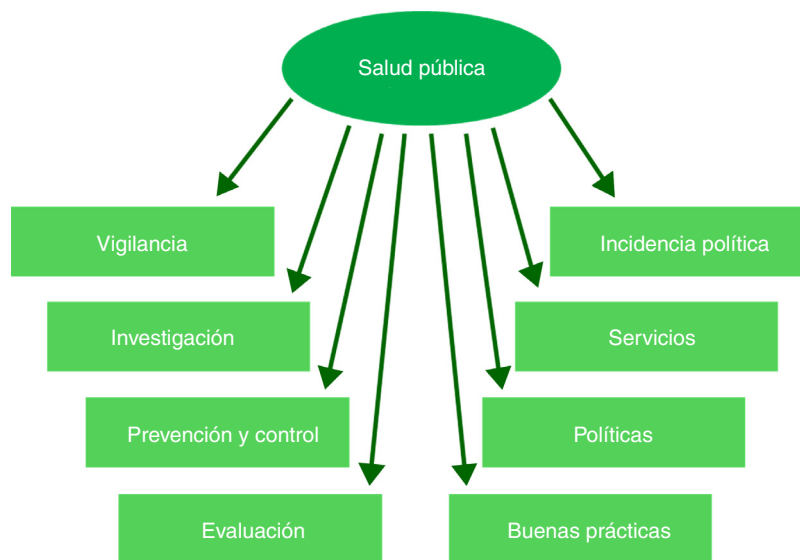 Salud pública
Vigilancia
Incidencia política
Investigación
Servicios
Prevención y control
Políticas
Evaluación
Buenas prácticas